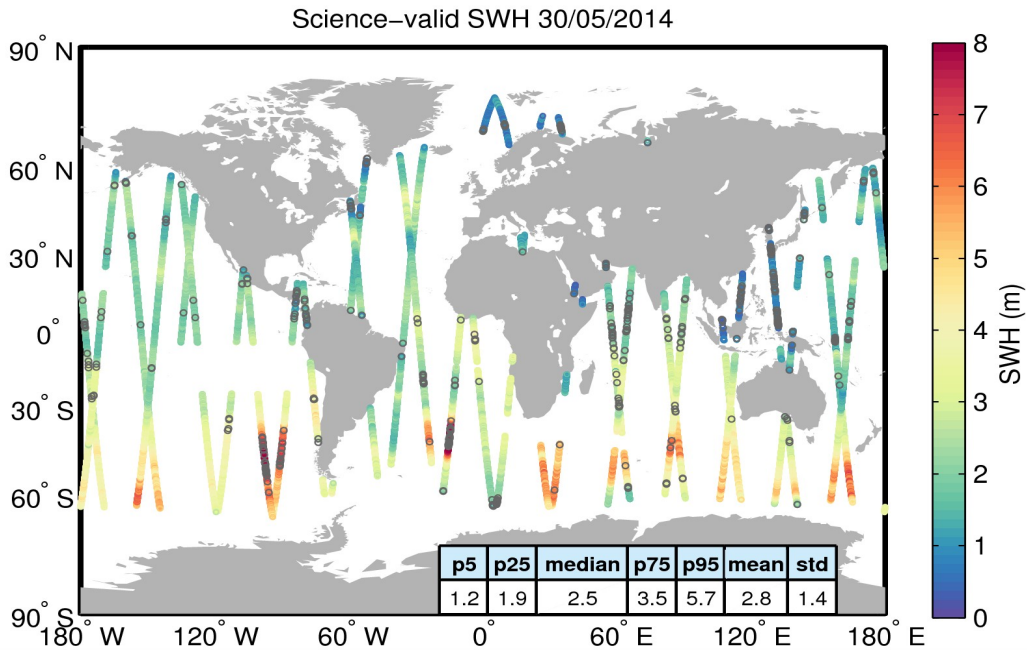 Science−valid SWH 30/05/2014
90° N
60° N
30° N
0°
30° S
60° S
90° S
180° W
120° W
60° W
0°
60° E
120° E
180° E
p5 p25 median p75 p95 mean std
1.2 1.9 2.5 3.5 5.7 2.8 1.4
8
7
6
5
4
3
2
1
0
SWH (m)